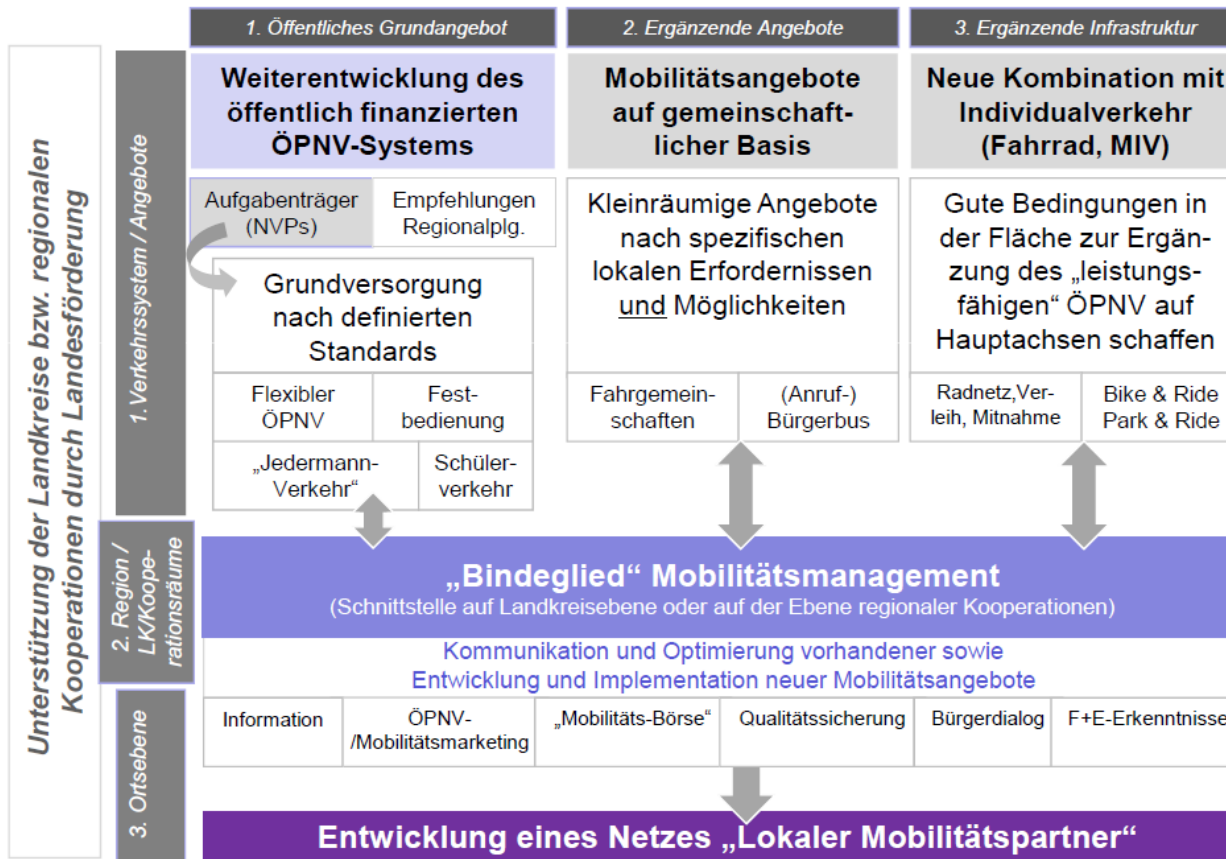 1. Öffentliches Grundangebot
2. Ergänzende Angebote
3. Ergänzende Infrastruktur
Unterstützung der Landkreise bzw. regionalen
Kooperationen durch Landesförderung
1.Verkehrssystem / Angebote
Weiterentwicklung des
öffentlich finanzierten
ÖPNV-Systems
Mobilitätsangebote
auf gemeinschaft-
licher Basis
Neue Kombination mit
Individualverkehr
(Fahrrad, MIV)
Aufgabenträger
(NVPs)
Empfehlungen
Regionalplg.
Grundversorgung
nach definierten
Standards
Kleinräumige Angebote
nach spezifischen
lokalen Erfordernissen
und Möglichkeiten
Gute Bedingungen in
der Fläche zur Ergän-
zung des „leistungs-
fähigen“ ÖPNV auf
Hauptachsen schaffen
Flexibler
ÖPNV
Fest-
bedienung
„Jedermann-
Verkehr“
Schüler-
verkehr
Fahrgemein-
schaften
(Anruf-)
Bürgerbus
Radnetz,Ver-
leih, Mitnahme
Bike & Ride
Park & Ride
2. Region /
LK/Koope-
rationsräume
„Bindeglied“ Mobilitätsmanagement
(Schnittstelle auf Landkreisebene oder auf der Ebene regionaler Kooperationen)
Kommunikation und Optimierung vorhandener sowie
Entwicklung und Implementation neuer Mobilitätsangebote
3. Ortsebene
Information
ÖPNV-
/Mobilitätsmarketing
„Mobilitäts-Börse“
Qualitätssicherung
Bürgerdialog
F+E-Erkenntnisse
Entwicklung eines Netzes „Lokaler Mobilitätspartner“